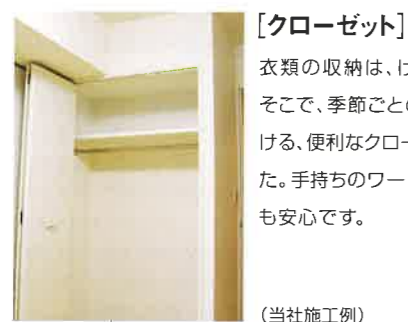 [クローゼット]
衣類の収納は、け
そこで、季節ごと
ける、便利なクロー
た。手持ちのワー
も安心です。
(当社施工例)